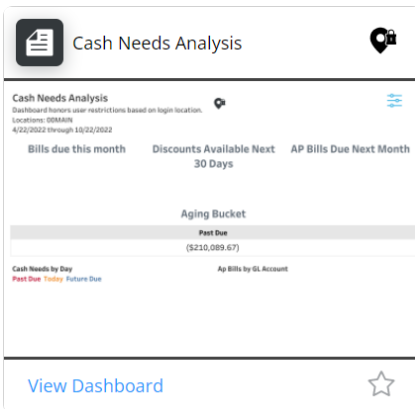 Cash Needs Analysis
Cash Needs Analysis
Dashboard honors user restrictions based on login location.
Locations: DDMAIN
4/22/2022 through 10/22/2022
Bills due this month
Discounts Available Next
30 Days
AP Bills Due Next Month
Aging Bucket
Past Due
($210,089.67)
Cash Needs by Day
Past Due Today Future Due
Ap Bills by GL Account
View Dashboard